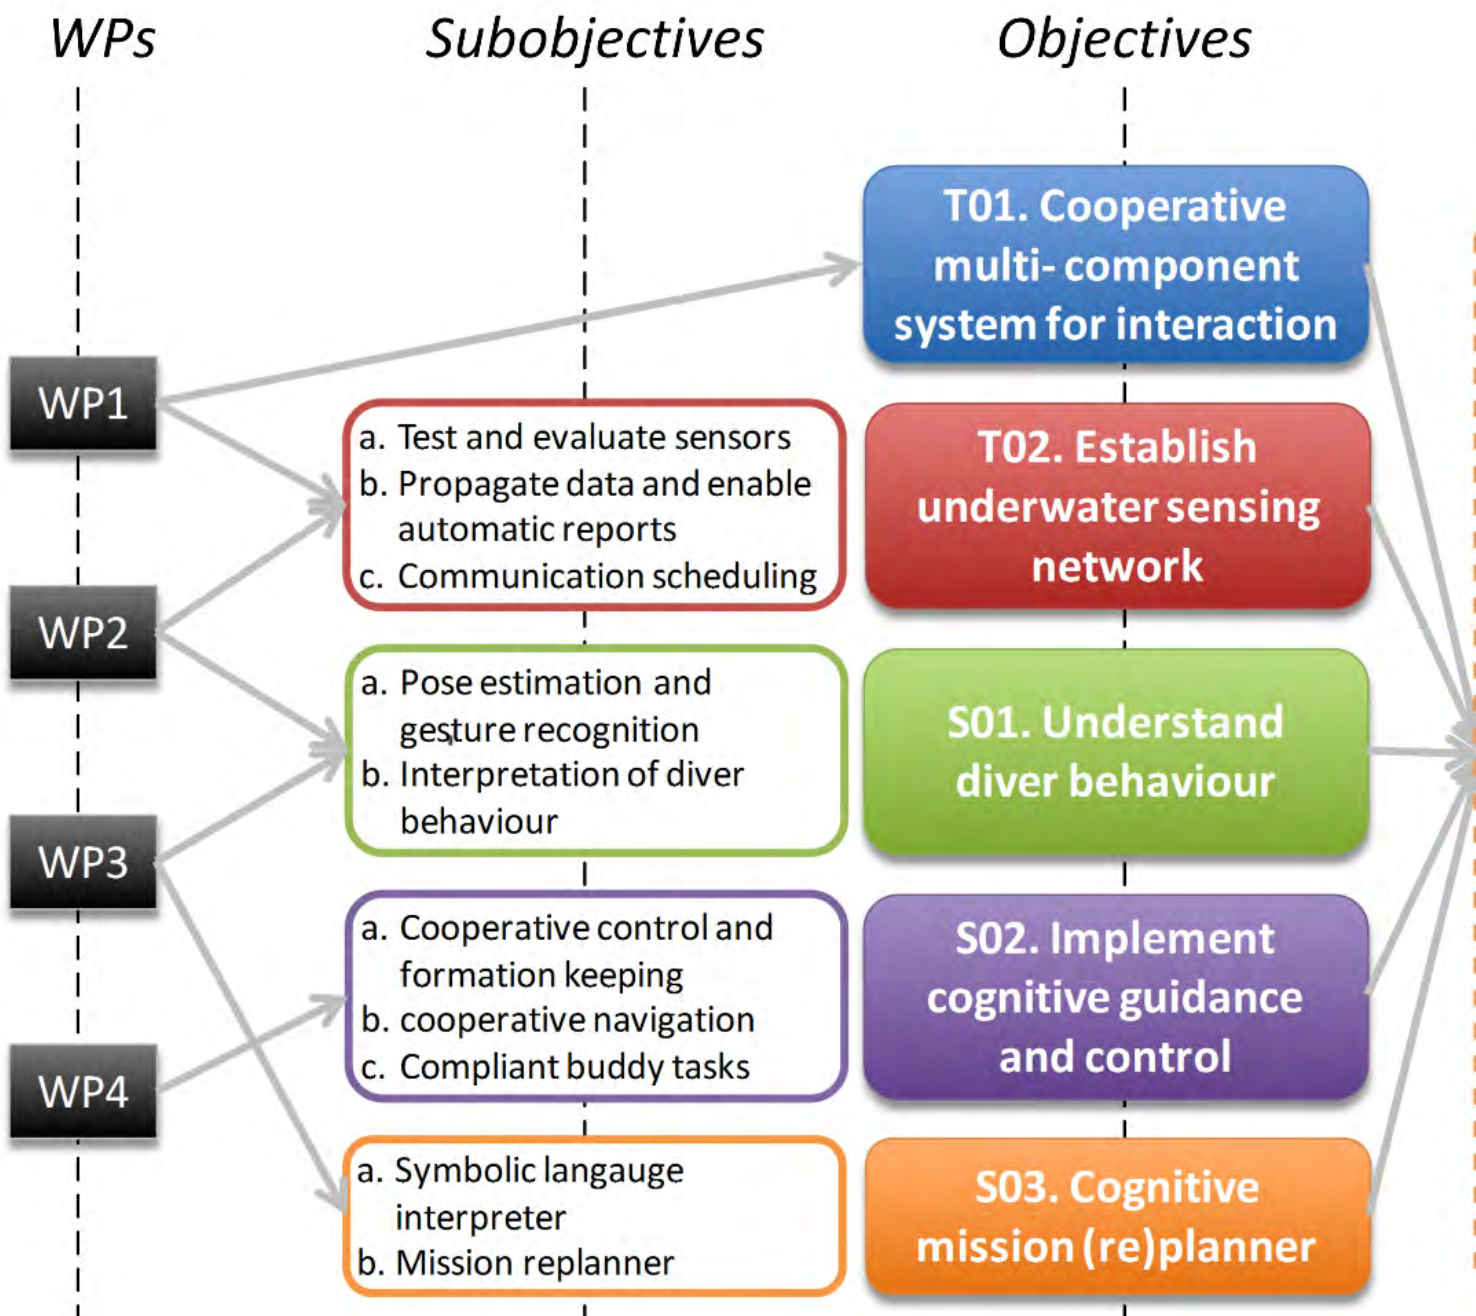 WPs
Subobjectives
Objectives
T01. Cooperative
multi- component
system for interaction
WP1
a. Test and evaluate sensors
b. Propagate data and enable
automatic reports
c. Communication scheduling
T02. Establish
underwater sensing
network
WP2
a. Pose estimation and
gesture recognition
b. Interpretation of diver
behaviour
S01. Understand
diver behaviour
WP3
a. Cooperative control and
formation keeping
b. cooperative navigation
c. Compliant buddy tasks
S02. Implement
cognitive guidance
and control
WP4
a. Symbolic langauge
interpreter
b. Mission replanner
S03. Cognitive
mission (re)planner